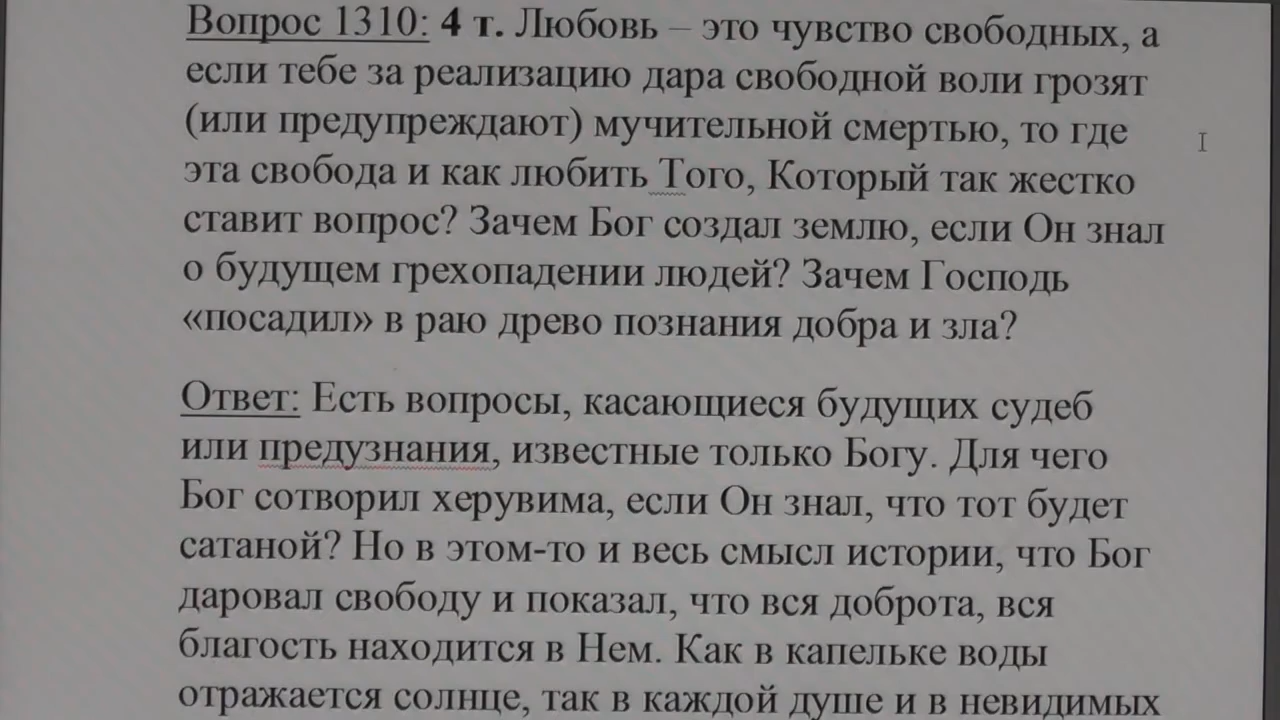 Вопрос 1310: 4 т. Любовь – это чувство свободных, а
если тебе за реализацию дара свободной воли грозят
(или предупреждают) мучительной смертью, то где
эта свобода и как любить Того, Который так жестко
ставит вопрос? Зачем Бог создал землю, если Он знал
о будущем грехопадении людей? Зачем Господь
«посадил» в раю древо познания добра и зла?
Ответ: Есть вопросы, касающиеся будущих судеб
или предузнания, известные только Богу. Для чего
Бог сотворил херувима, если Он знал, что тот будет
сатаной? Но в этом-то и весь смысл истории, что Бог
даровал свободу и показал, что вся доброта, вся
благость находится в Нем. Как в капельке воды
отражается солнце, так в каждой душе и в невидимых